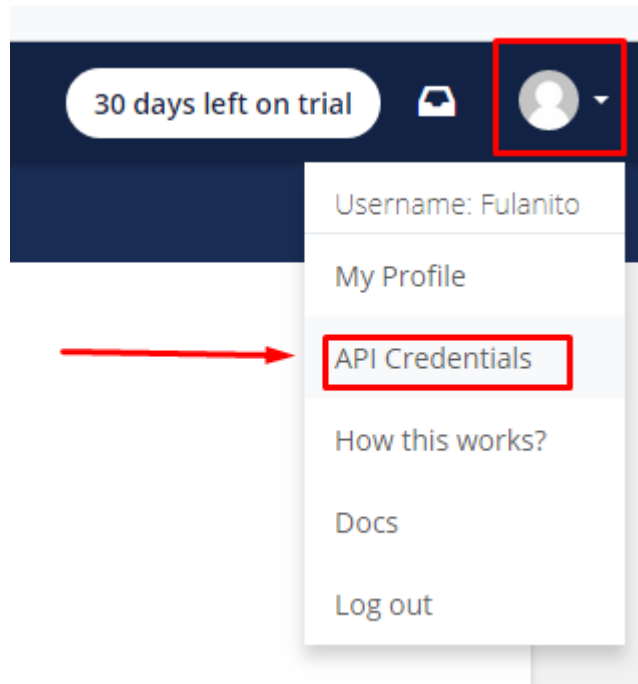 30 days left on trial
Username: Fulanito
My Profile
API Credentials
How this works?
Docs
Log out